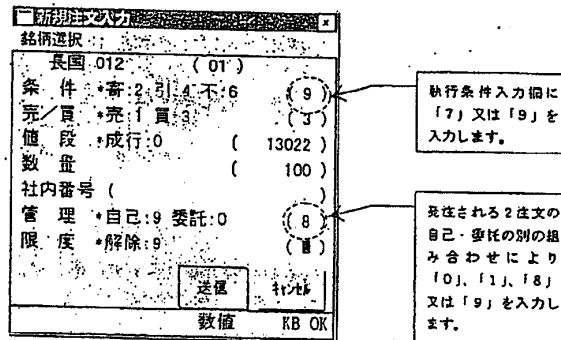 新規注文入力
銘柄選択
長国 012 (01)
条 件 *寄:2 引:4 不:6 (9)
売/買 *売:1 買:3 (3)
値 段 *成行:0 ( 13022 )
数 量 ( 100 )
社内番号 ( )
管 理 *自己:9 委託:0 (8)
限 度 *解除:9 ( )
送信 キャンセル
数値 KB OK
執行条件入力欄に
「7」又は「9」を
入力します。
発注される2注文の
自己・委託の別の組
み合わせにより
「0」、「1」、「8」
又は「9」を入力し
ます。